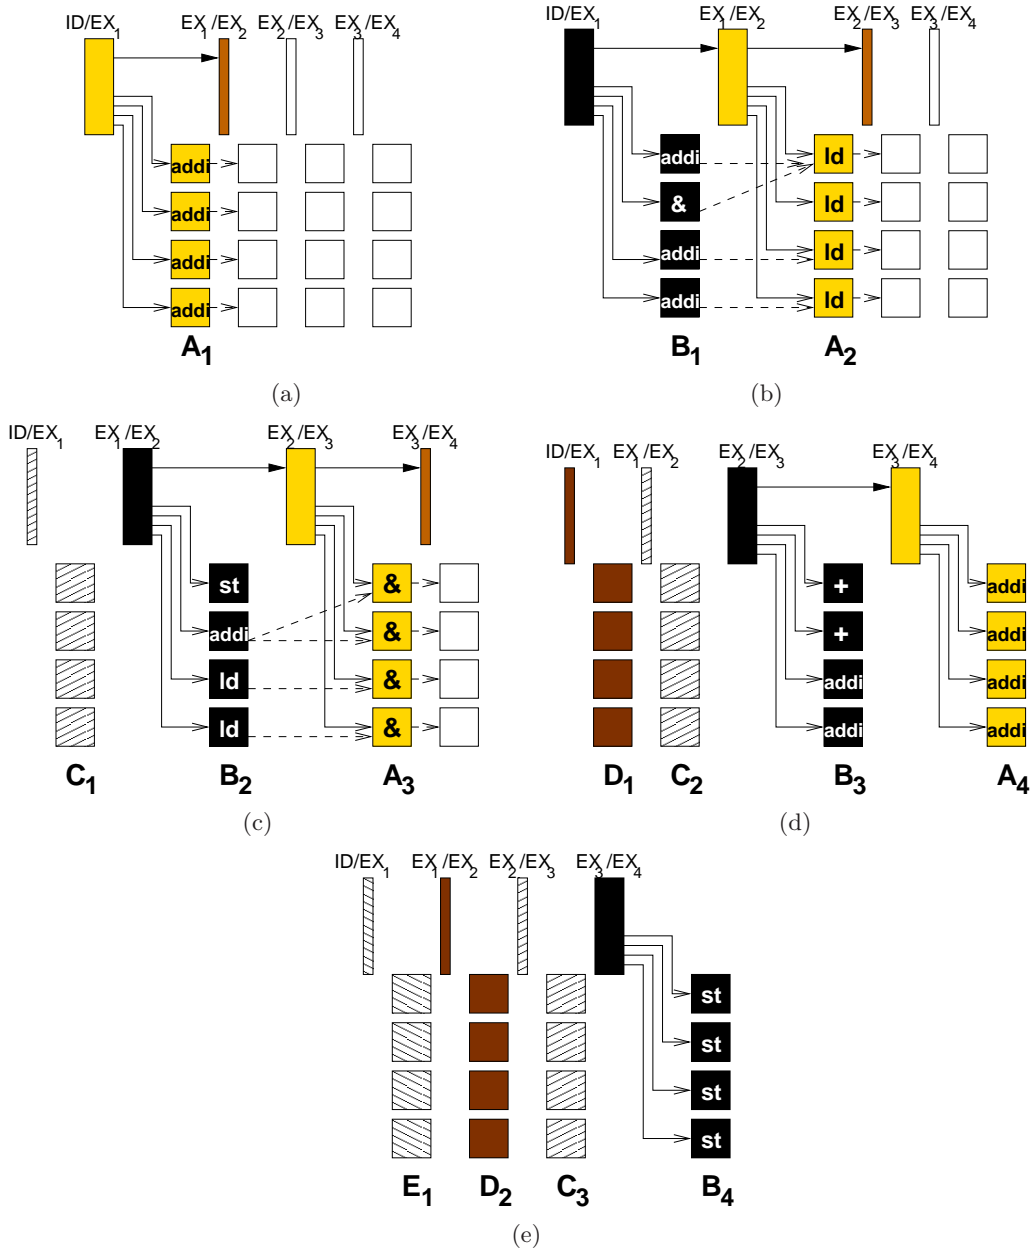 ID/EX1 EX1/EX2 EX2/EX3 EX3/EX4
addi
addi
addi
addi
A1
(a)
ID/EX1 EX1/EX2 EX2/EX3 EX3/EX4
addi ld
& ld
addi ld
addi ld
B1 A2
(b)
ID/EX1 EX1/EX2 EX2/EX3 EX3/EX4
st &
addi &
ld &
ld &
C1 B2 A3
(c)
ID/EX1 EX1/EX2 EX2/EX3 EX3/EX4
+ addi
+ addi
addi addi
addi addi
D1 C2 B3 A4
(d)
ID/EX1 EX1/EX2 EX2/EX3 EX3/EX4
st
st
st
st
E1 D2 C3 B4
(e)